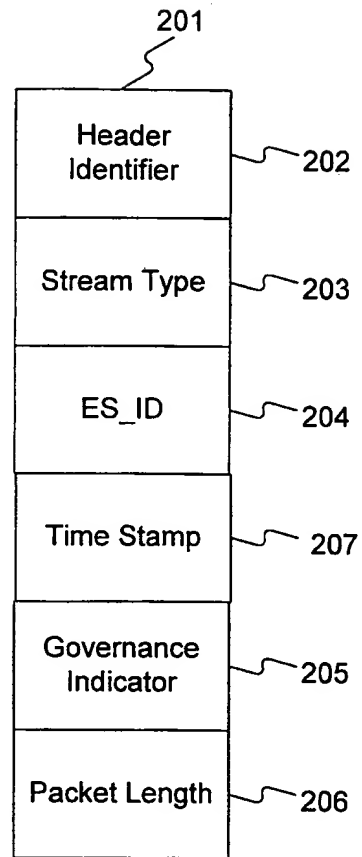 201
Header
Identifier
202
Stream Type
203
ES_ID
204
Time Stamp
207
Governance
Indicator
205
Packet Length
206